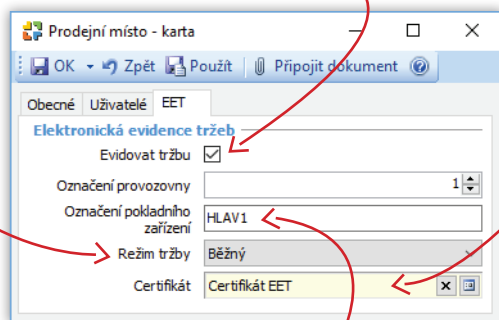 Prodejní místo - karta
OK Zpět Použít Připojit dokument
Obecné Uživatelé EET
Elektronická evidence tržeb
Evidovat tržbu
Označení provozovny 1
Označení pokladního
zařízení HLAV1
Režim tržby Běžný
Certifikát Certifikát EET